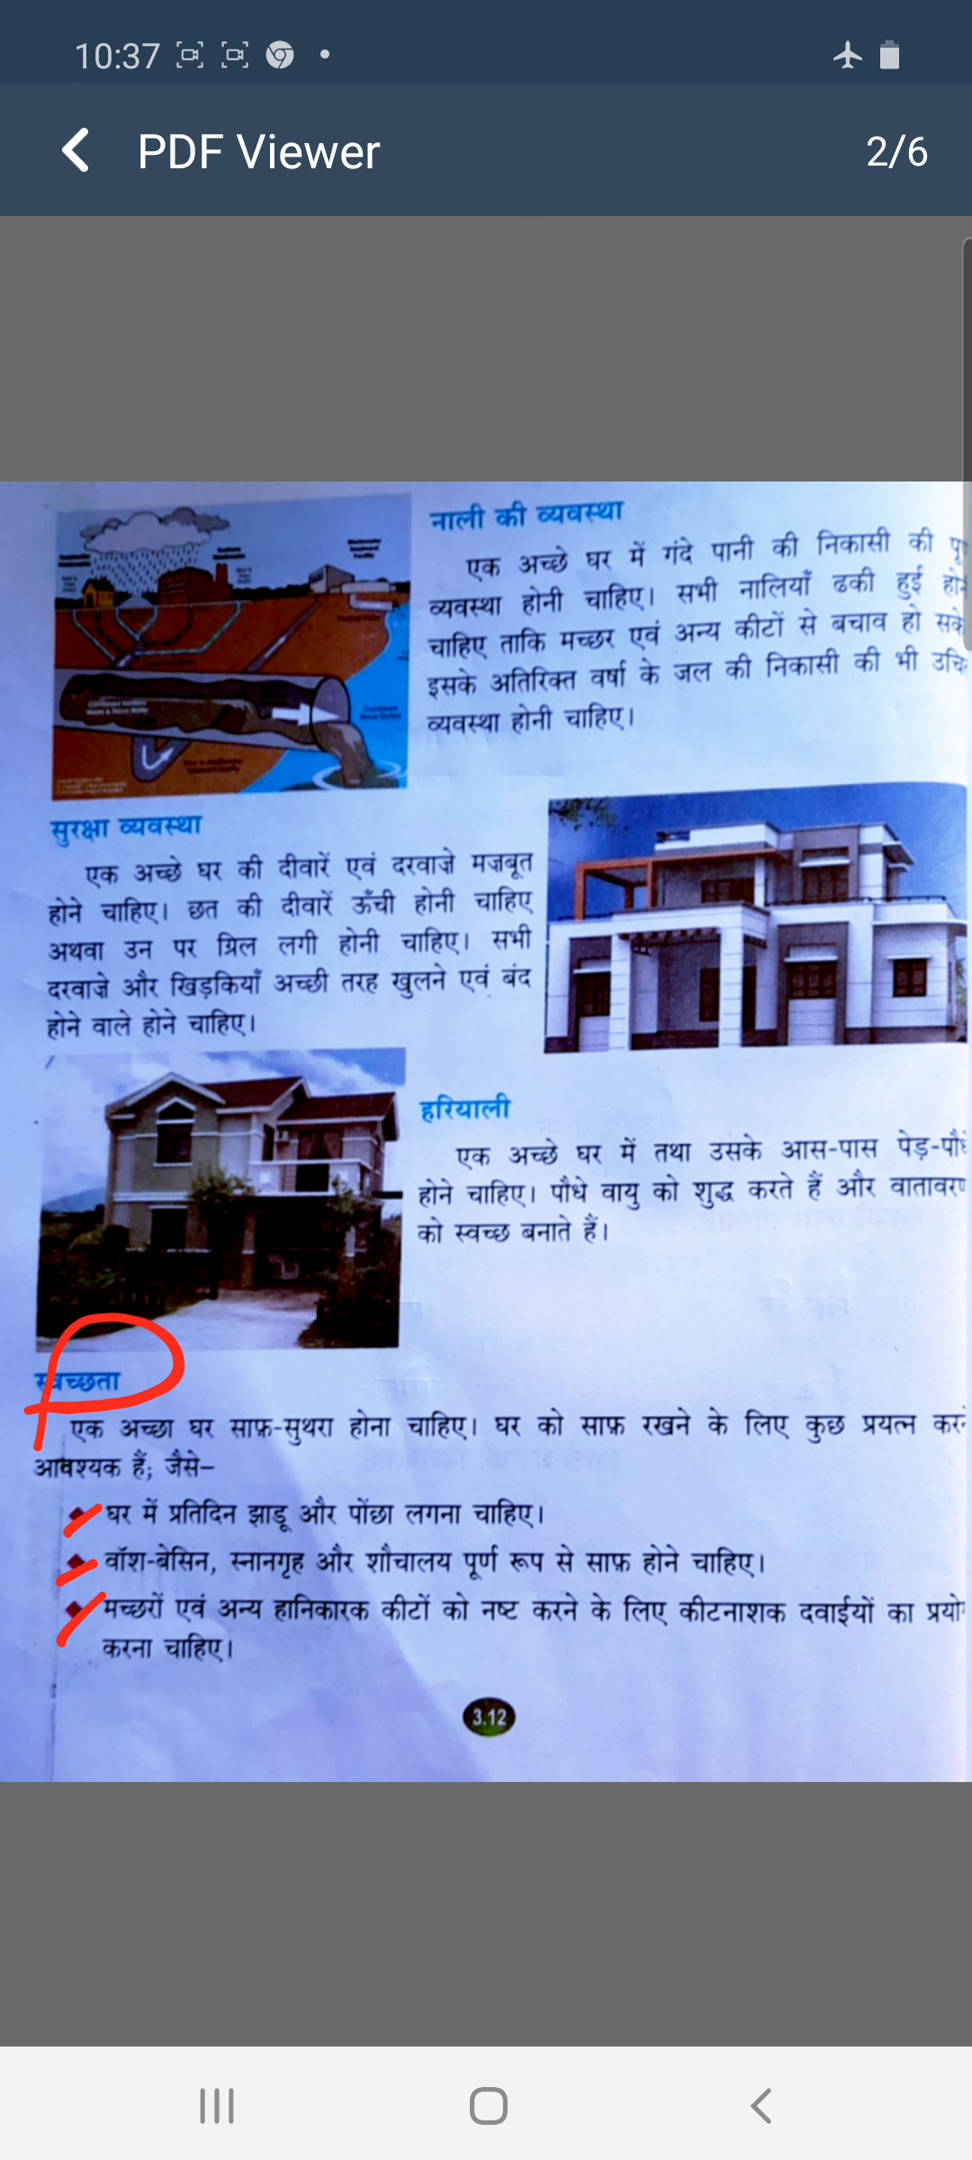 10:37
PDF Viewer
2/6
नाली की व्यवस्था
एक अच्छे घर में गंदे पानी की निकासी की
व्यवस्था होनी चाहिए। सभी नालियाँ ढकी हुई
चाहिए ताकि मच्छर एवं अन्य कीटों से बचाव हो
इसके अतिरिक्त वर्षा के जल की निकासी की भी
व्यवस्था होनी चाहिए।
सुरक्षा व्यवस्था
एक अच्छे घर की दीवारें एवं दरवाज़े मजबूत
होने चाहिए। छत की दीवारें ऊँची होनी चाहिए
अथवा उन पर ग्रिल लगी होनी चाहिए। सभी
दरवाज़े और खिड़कियाँ अच्छी तरह खुलने एवं बंद
होने वाले होने चाहिए।
हरियाली
एक अच्छे घर में तथा उसके आस-पास
होने चाहिए। पौधे वायु को शुद्ध करते हैं और
को स्वच्छ बनाते हैं।
स्वच्छता
एक अच्छा घर साफ़-सुथरा होना चाहिए। घर को साफ़ रखने के लिए कुछ प्रयत्न
आवश्यक हैं; जैसे–
घर में प्रतिदिन झाडू और पोंछा लगना चाहिए।
वॉश-बेसिन, स्नानगृह और शौचालय पूर्ण रूप से साफ़ होने चाहिए।
मच्छरों एवं अन्य हानिकारक कीटों को नष्ट करने के लिए कीटनाशक दवाईयों का
करना चाहिए।
3.12